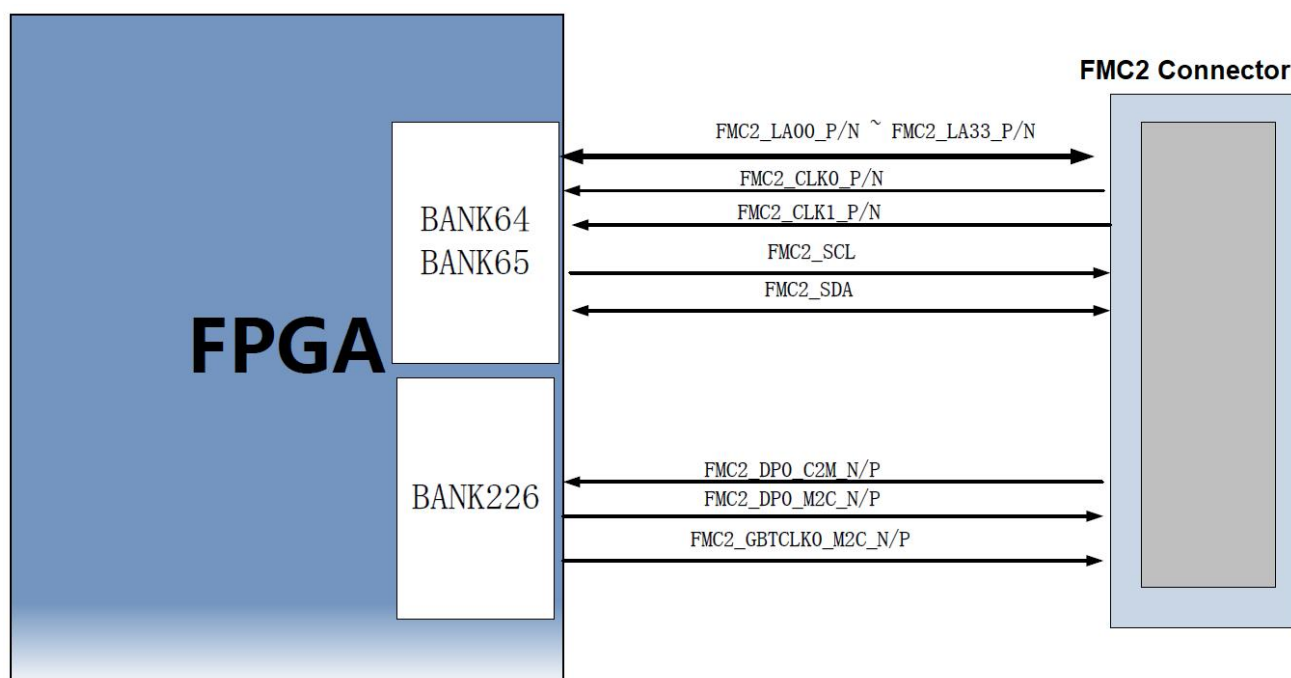 FMC2 Connector
FMC2_LA00_P/N ~ FMC2_LA33_P/N
FMC2_CLK0_P/N
FMC2_CLK1_P/N
FMC2_SCL
FMC2_SDA
BANK64
BANK65
FPGA
BANK226
FMC2_DP0_C2M_N/P
FMC2_DP0_M2C_N/P
FMC2_GBTCLK0_M2C_N/P